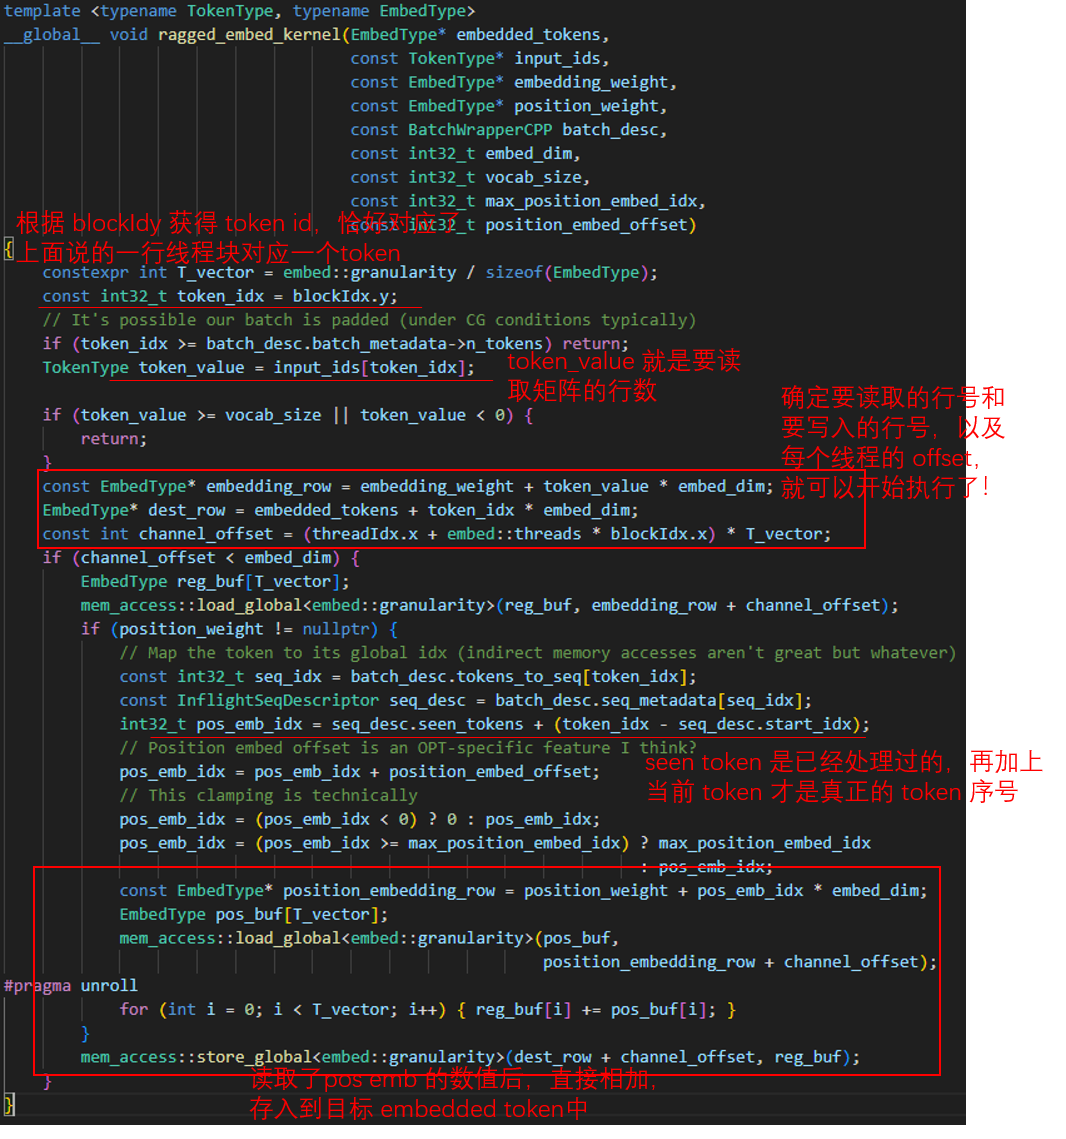 template <typename TokenType, typename EmbedType>
__global__ void ragged_embed_kernel(EmbedType* embedded_tokens,
const TokenType* input_ids,
const EmbedType* embedding_weight,
const EmbedType* position_weight,
const BatchWrapperCPP batch_desc,
const int32_t embed_dim,
const int32_t vocab_size,
const int32_t max_position_embed_idx,
const int32_t position_embed_offset)
根据 blockIdy 获得 token id, 恰好对应了
{
上面说的一行线程块对应一个token
constexpr int T_vector = embed::granularity / sizeof(EmbedType);
const int32_t token_idx = blockIdx.y;
// It's possible our batch is padded (under CG conditions typically)
if (token_idx >= batch_desc.batch_metadata->n_tokens) return;
TokenType token_value = input_ids[token_idx];
token_value 就是要读
取矩阵的行数
if (token_value >= vocab_size || token_value < 0) {
return;
}
确定要读取的行号和
要写入的行号，以及
每个线程的 offset,
就可以开始执行了!
const EmbedType* embedding_row = embedding_weight + token_value * embed_dim;
EmbedType* dest_row = embedded_tokens + token_idx * embed_dim;
const int channel_offset = (threadIdx.x + embed::threads * blockIdx.x) * T_vector;
if (channel_offset < embed_dim) {
EmbedType reg_buf[T_vector];
mem_access::load_global<embed::granularity>(reg_buf, embedding_row + channel_offset);
if (position_weight != nullptr) {
// Map the token to its global idx (indirect memory accesses aren't great but whatever)
const int32_t seq_idx = batch_desc.tokens_to_seq[token_idx];
const InflightSeqDescriptor seq_desc = batch_desc.seq_metadata[seq_idx];
int32_t pos_emb_idx = seq_desc.seen_tokens + (token_idx - seq_desc.start_idx);
// Position embed offset is an OPT-specific feature I think?
pos_emb_idx = pos_emb_idx + position_embed_offset;
seen token 是已经处理过的，再加上
当前 token 才是真正的 token 序号
// This clamping is technically
pos_emb_idx = (pos_emb_idx < 0) ? 0 : pos_emb_idx;
pos_emb_idx = (pos_emb_idx >= max_position_embed_idx) ? max_position_embed_idx
: pos_emb_idx;
const EmbedType* position_embedding_row = position_weight + pos_emb_idx * embed_dim;
EmbedType pos_buf[T_vector];
mem_access::load_global<embed::granularity>(pos_buf,
position_embedding_row + channel_offset);
#pragma unroll
for (int i = 0; i < T_vector; i++) { reg_buf[i] += pos_buf[i]; }
}
mem_access::store_global<embed::granularity>(dest_row + channel_offset, reg_buf);
}
读取了pos emb 的数值后，直接相加,
存入到目标 embedded token中
}